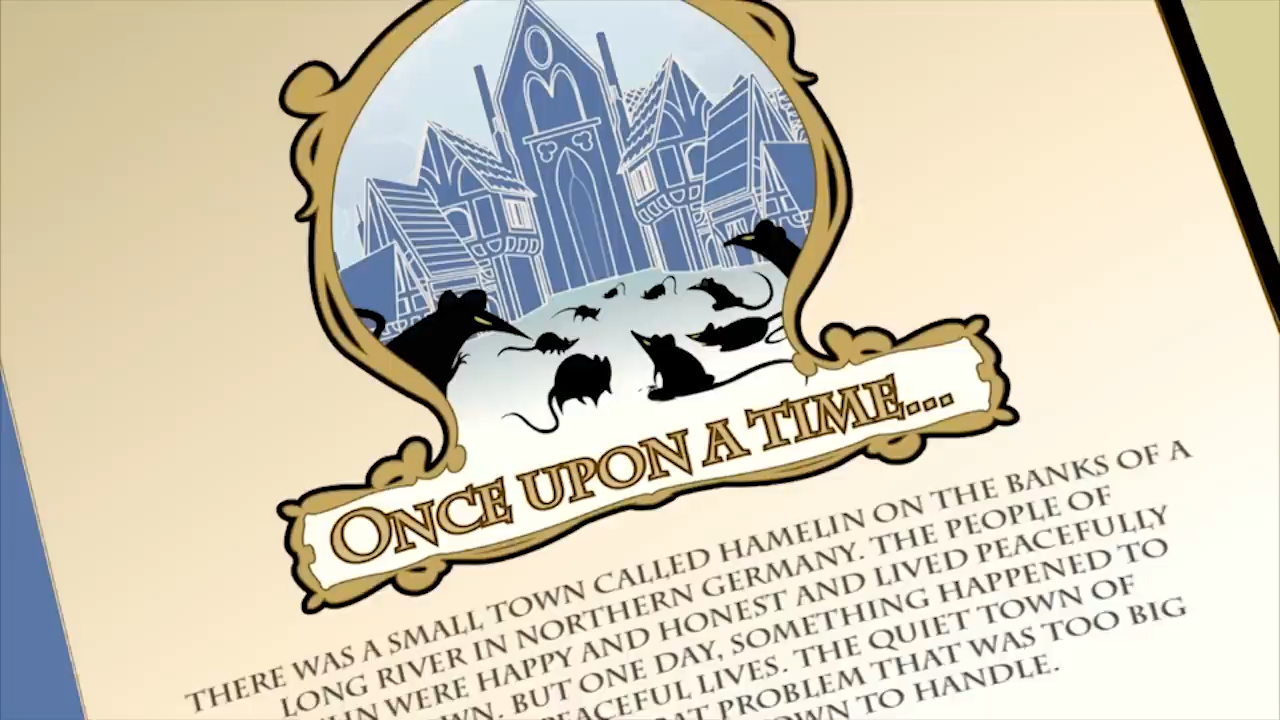 ONCE UPON A TIME...
THERE WAS A SMALL TOWN CALLED HAMELIN ON THE BANKS OF A
LONG RIVER IN NORTHERN GERMANY. THE PEOPLE OF
WERE HAPPY AND HONEST AND LIVED PEACEFULLY
BUT ONE DAY, SOMETHING HAPPENED TO
PEACEFUL LIVES. THE QUIET TOWN OF
PROBLEM THAT WAS TOO BIG
TO HANDLE.